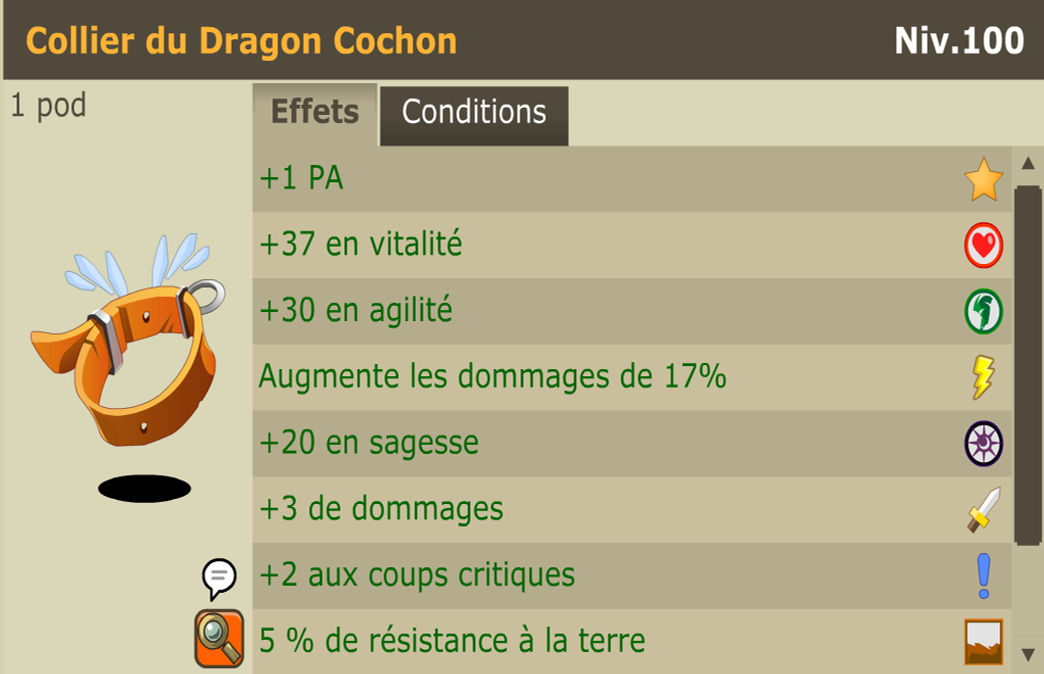 Collier du Dragon Cochon
Niv.100
1 pod
Effets
Conditions
+1 PA
+37 en vitalité
+30 en agilité
Augmente les dommages de 17%
+20 en sagesse
+3 de dommages
+2 aux coups critiques
5 % de résistance à la terre